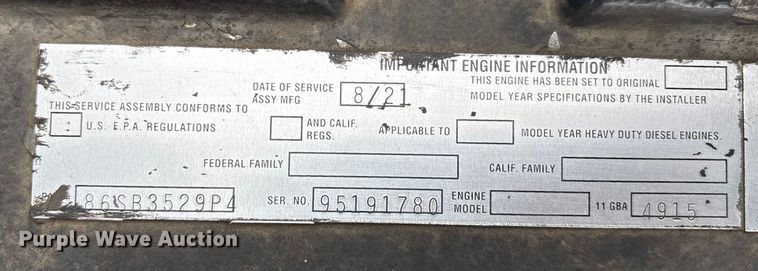 IMPORTANT ENGINE INFORMATION
DATE OF SERVICE ASSY MFG 8/21
THIS ENGINE HAS BEEN SET TO ORIGINAL
MODEL YEAR SPECIFICATIONS BY THE INSTALLER
THIS SERVICE ASSEMBLY CONFORMS TO
U.S. E.P.A. REGULATIONS
AND CALIF. REGS.
APPLICABLE TO
MODEL YEAR HEAVY DUTY DIESEL ENGINES.
FEDERAL FAMILY
CALIF. FAMILY
86SB3529P4
SER. NO. 95191780
ENGINE MODEL
11 GBA 4915
Purple Wave Auction